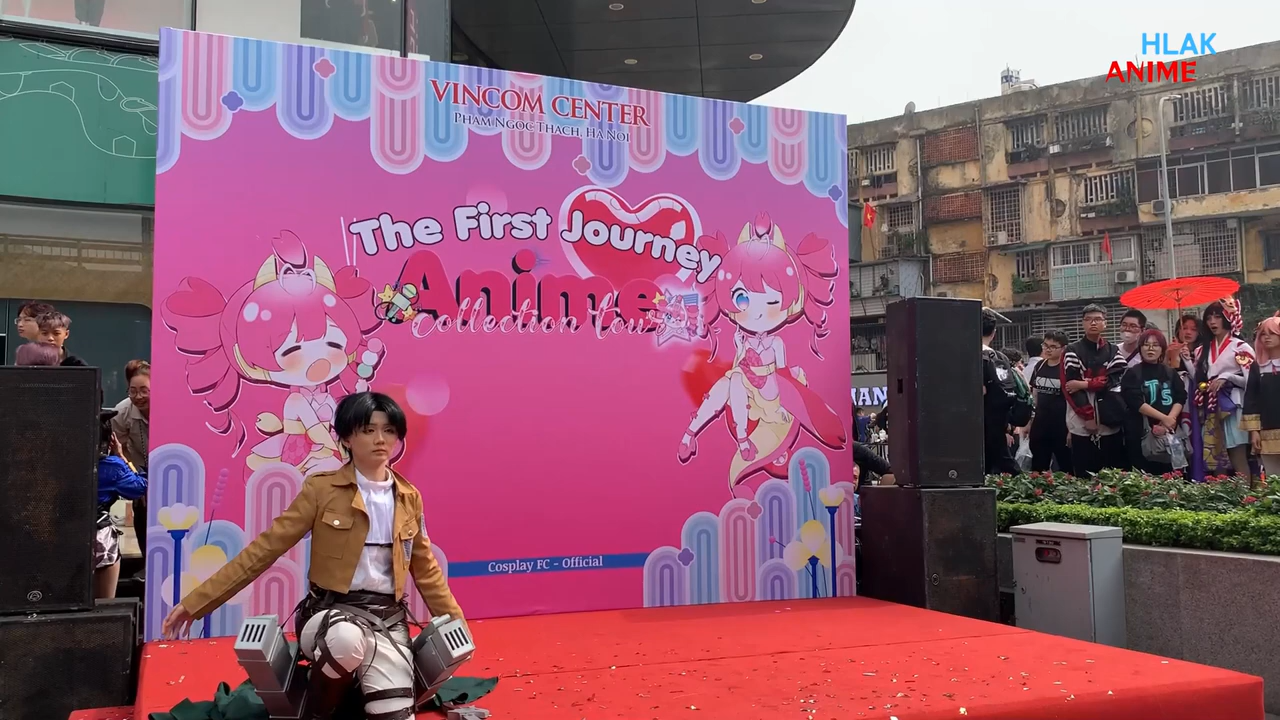 HLAK
ANIME
VINCOM CENTER
PHẠM NGỌC THẠCH, HÀ NỘI
The First Journey
Anime
collection tour
Cosplay FC - Official
T's